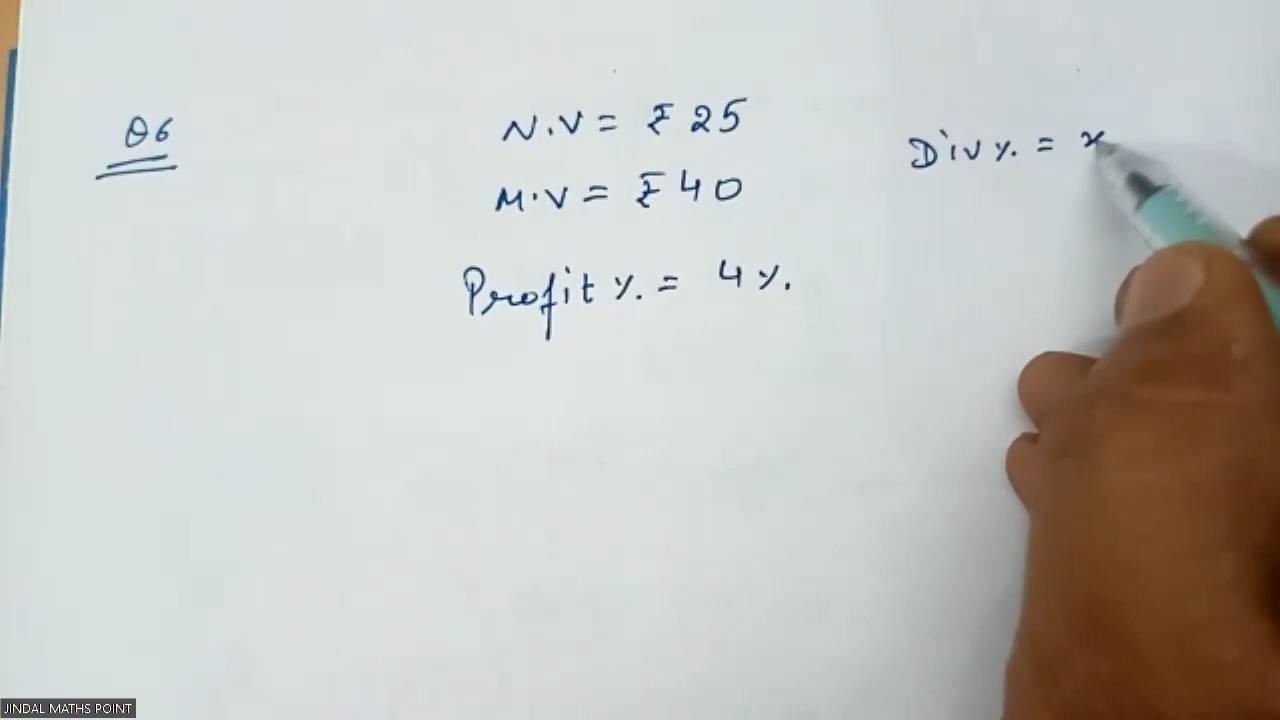 Q6
N.V = ₹ 25
Div %. = x
M.V = ₹ 40
Profit %. = 4 %.
JINDAL MATHS POINT